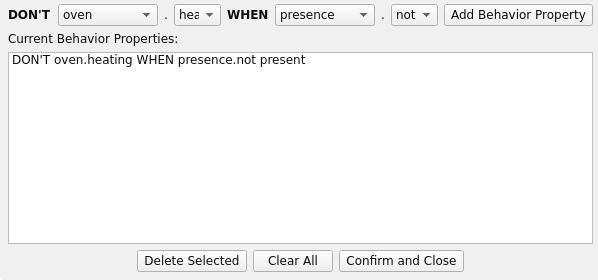 DON'T oven . hea WHEN presence . not Add Behavior Property
Current Behavior Properties:
DON'T oven.heating WHEN presence.not present
Delete Selected Clear All Confirm and Close